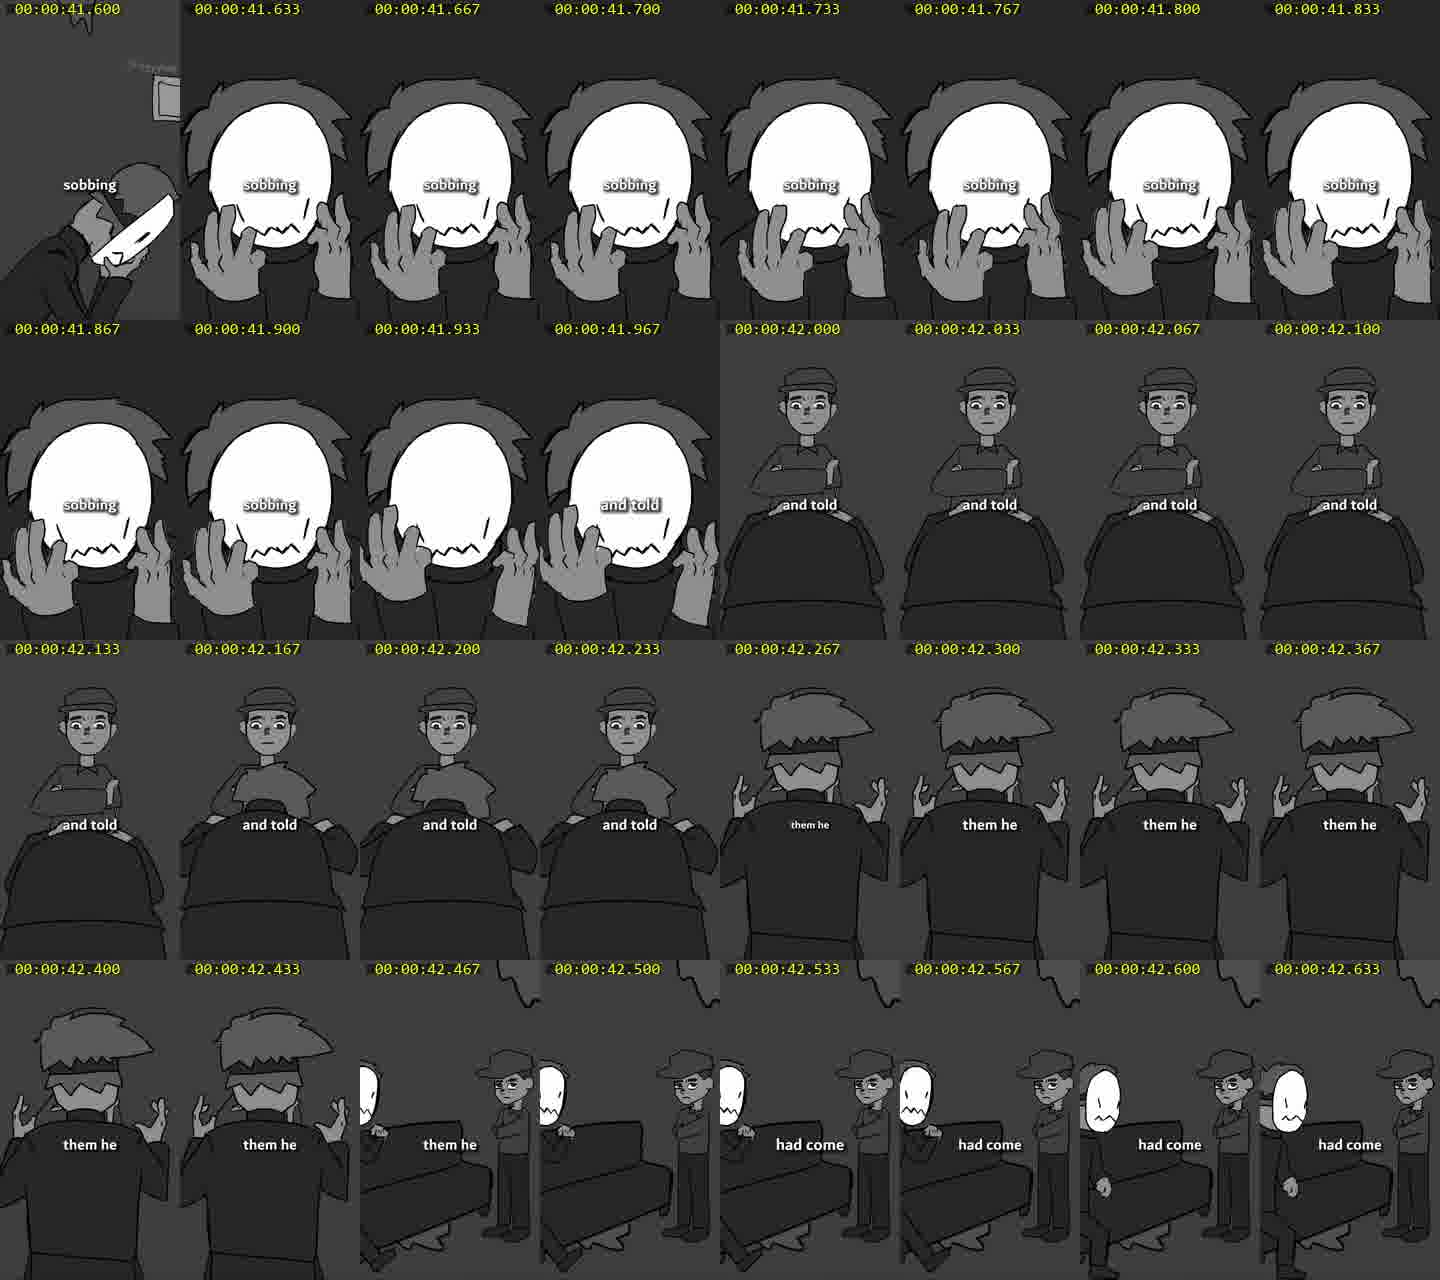 00:00:41.600 00:00:41.633 00:00:41.667 00:00:41.700 00:00:41.733 00:00:41.767 00:00:41.800 00:00:41.833
sobbing sobbing sobbing sobbing sobbing sobbing sobbing sobbing
00:00:41.867 00:00:41.900 00:00:41.933 00:00:41.967 00:00:42.000 00:00:42.033 00:00:42.067 00:00:42.100
sobbing sobbing and told and told and told and told and told
00:00:42.133 00:00:42.167 00:00:42.200 00:00:42.233 00:00:42.267 00:00:42.300 00:00:42.333 00:00:42.367
and told and told and told and told them he them he them he them he
00:00:42.400 00:00:42.433 00:00:42.467 00:00:42.500 00:00:42.533 00:00:42.567 00:00:42.600 00:00:42.633
them he them he them he had come had come had come had come